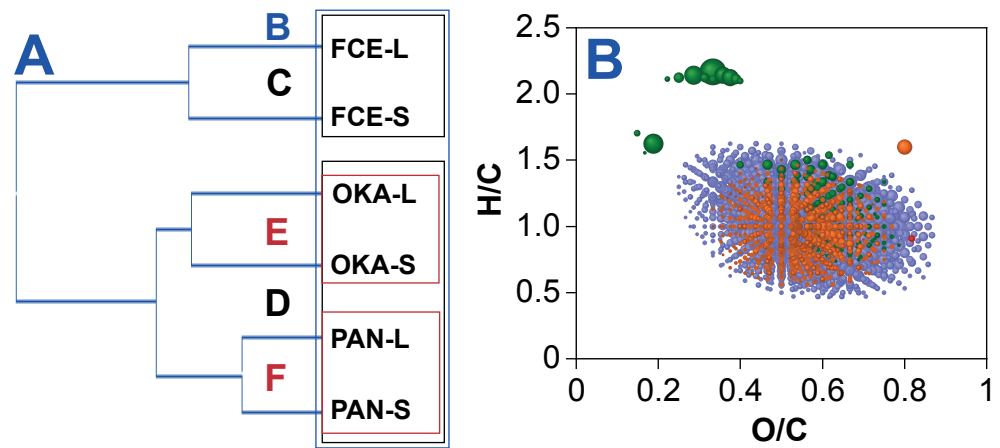 A
B
FCE-L
C
FCE-S
OKA-L
E
OKA-S
D
PAN-L
F
PAN-S
B
2.5
2.0
1.5
1.0
0.5
0
H/C
0
0.2
0.4
0.6
0.8
1
O/C